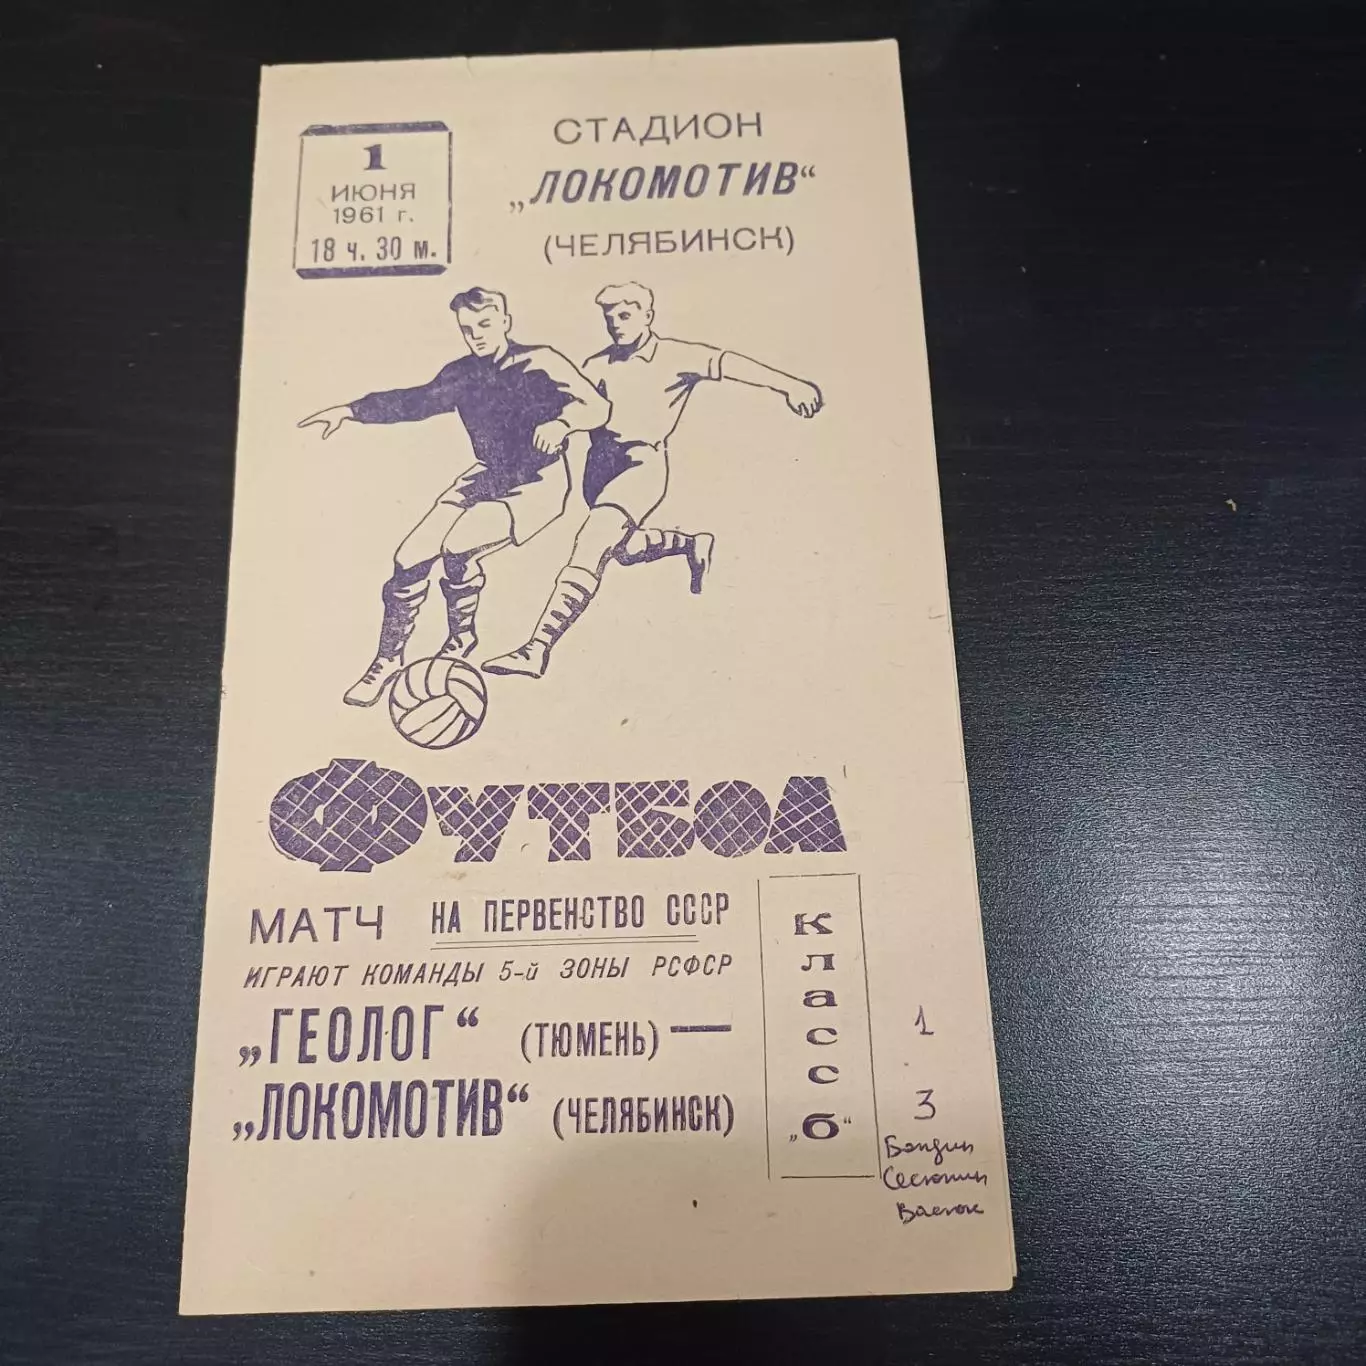 1
ИЮНЯ
1961 г.
18 ч. 30 м.
СТАДИОН
„ЛОКОМОТИВ“
(ЧЕЛЯБИНСК)
ФУТБОЛ
МАТЧ НА ПЕРВЕНСТВО СССР
ИГРАЮТ КОМАНДЫ 5-й ЗОНЫ РСФСР
„ГЕОЛОГ“ (ТЮМЕНЬ) —
„ЛОКОМОТИВ“ (ЧЕЛЯБИНСК)
Класс „б“
1
3